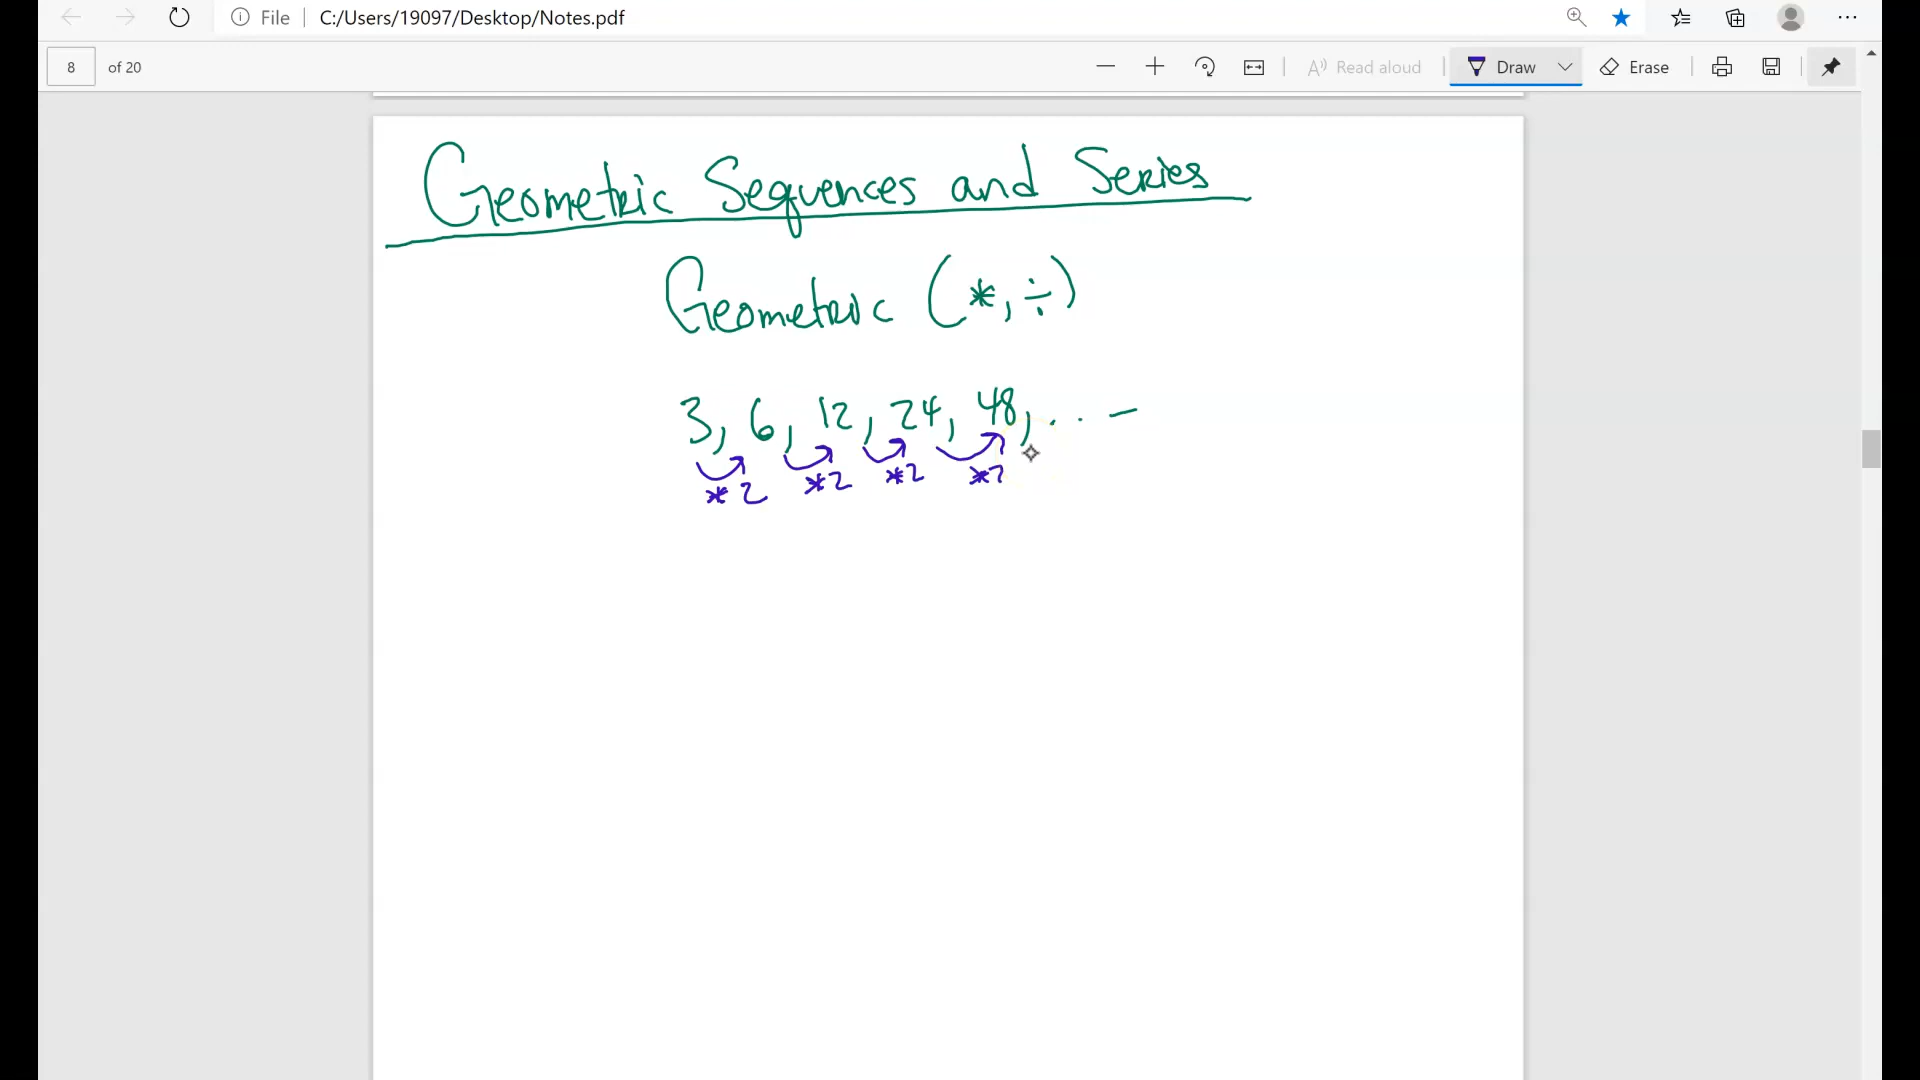 File C:/Users/19097/Desktop/Notes.pdf
8 of 20 Read aloud Draw Erase
Geometric Sequences and Series
Geometric (*, ÷)
3, 6, 12, 24, 48, . . -
*2 *2 *2 *2